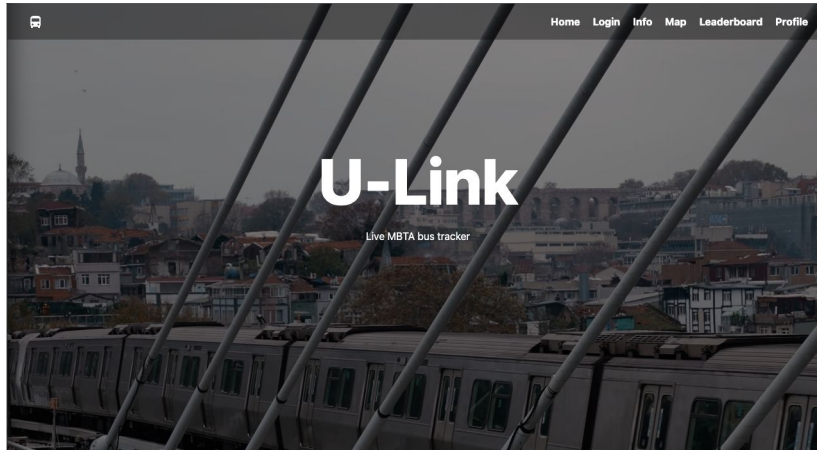 Home Login Info Map Leaderboard Profile
U-Link
Live MBTA bus tracker